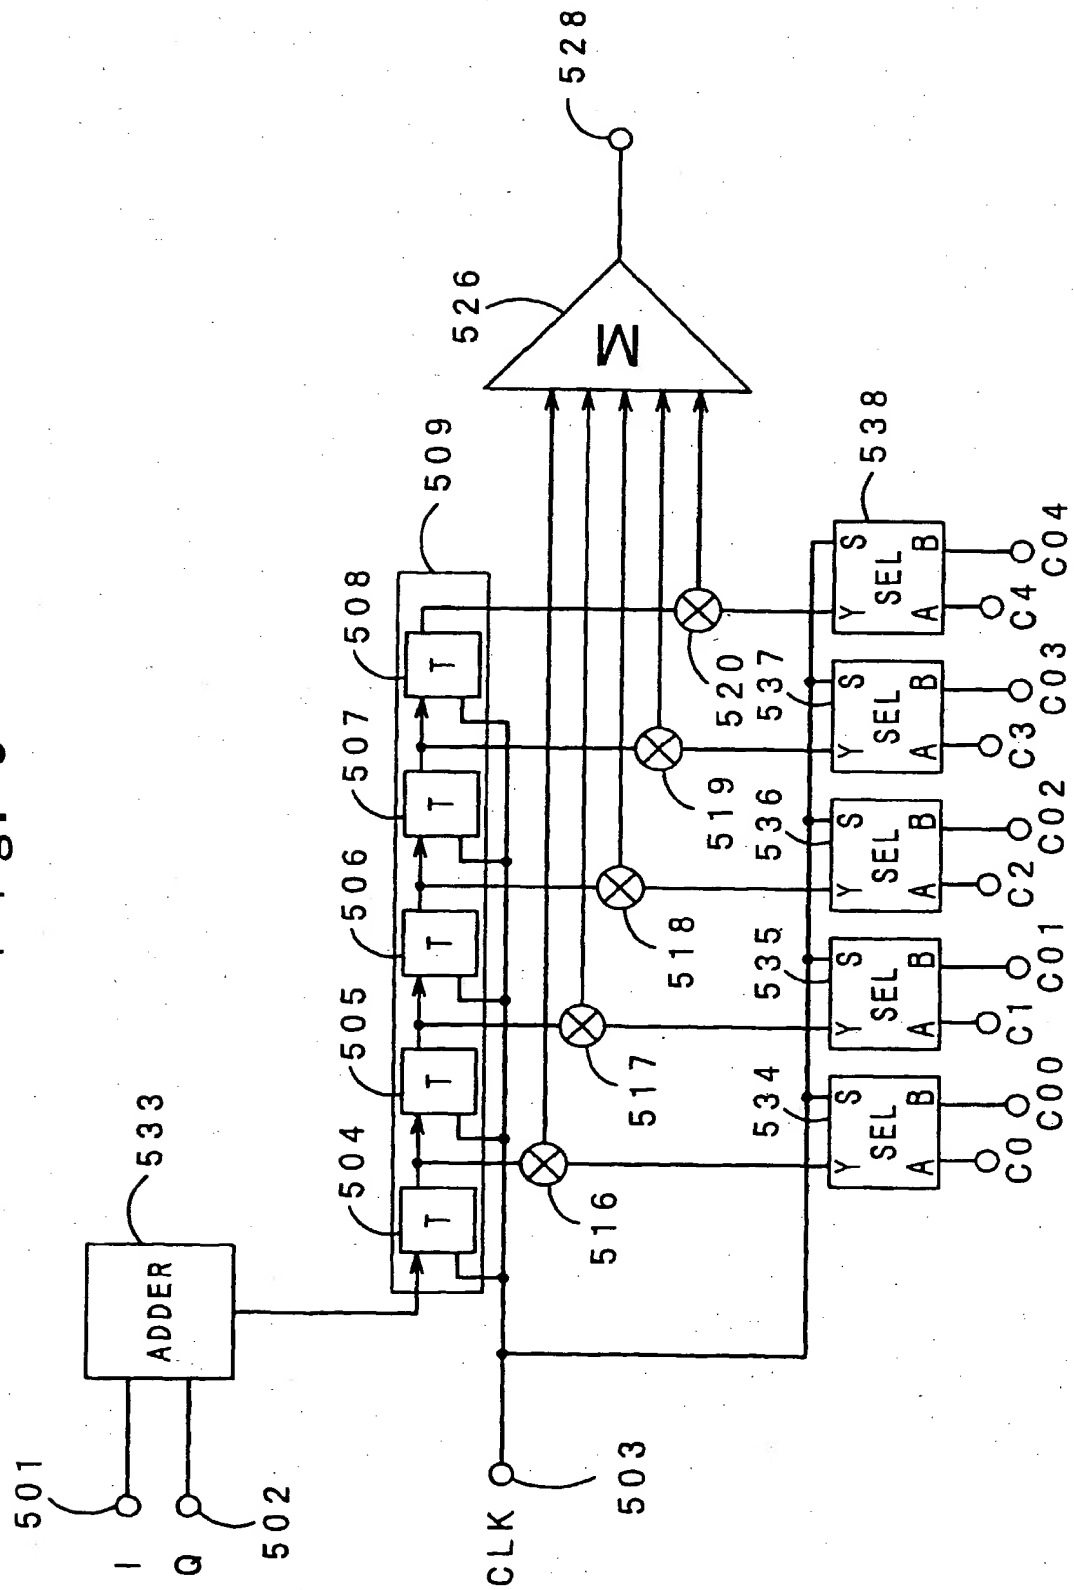 501
I
Q
502
533
ADDER
CLK
503
504
505
506
507
508
509
T
T
T
T
T
516
517
518
519
520
526
Σ
528
534
535
536
537
538
Y
S
SEL
A
B
Y
S
SEL
A
B
Y
S
SEL
A
B
Y
S
SEL
A
B
Y
S
SEL
A
B
C0
C00
C1
C01
C2
C02
C3
C03
C4
C04